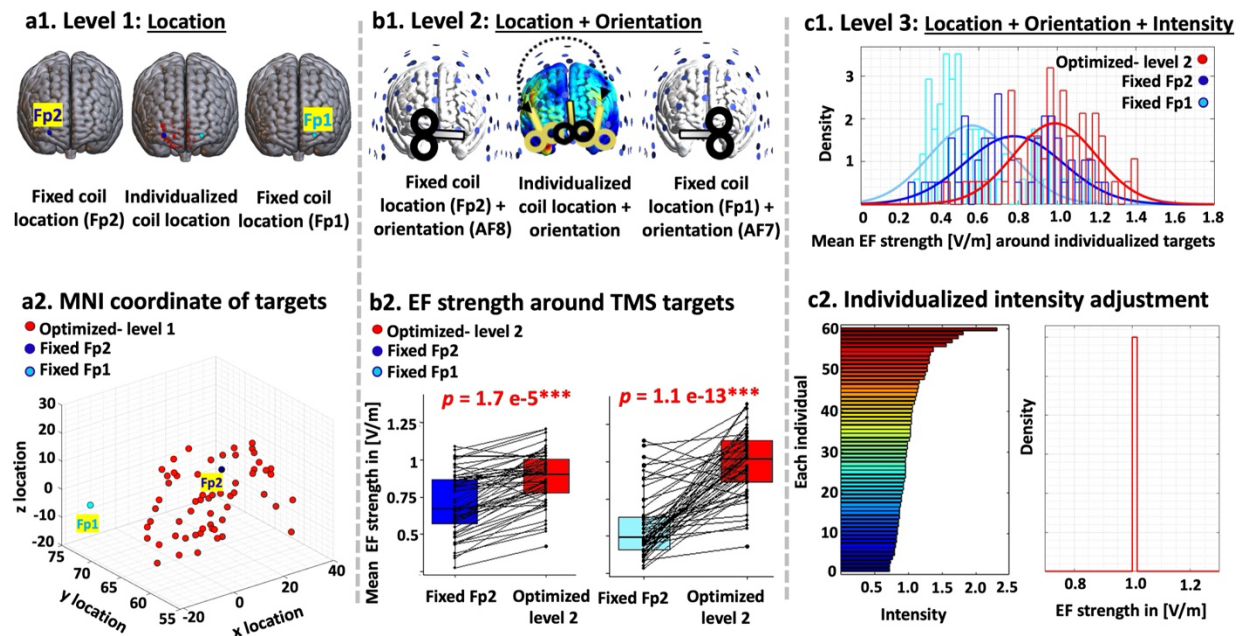 a1. Level 1: Location
Fp2
Fp1
Fixed coil
location (Fp2)
Individualized
coil location
Fixed coil
location (Fp1)
a2. MNI coordinate of targets
Optimized- level 1
Fixed Fp2
Fixed Fp1
30
20
10
0
-10
-20
z location
Fp2
Fp1
75
70
65
60
55
y location
-20
0
20
40
x location
b1. Level 2: Location + Orientation
Fixed coil
location (Fp2) +
orientation (AF8)
Individualized
coil location +
orientation
Fixed coil
location (Fp1) +
orientation (AF7)
b2. EF strength around TMS targets
Optimized- level 2
Fixed Fp2
Fixed Fp1
p = 1.7 e-5***
p = 1.1 e-13***
Mean EF strength in [V/m]
1.25
1
0.75
0.5
Fixed Fp2
Optimized
level 2
Fixed Fp2
Optimized
level 2
c1. Level 3: Location + Orientation + Intensity
Optimized- level 2
Fixed Fp2
Fixed Fp1
Density
3
2
1
0 0.2 0.4 0.6 0.8 1.0 1.2 1.4 1.6 1.8
Mean EF strength [V/m] around individualized targets
c2. Individualized intensity adjustment
Each individual
60
50
40
30
20
10
0
0.5 1.0 1.5 2.0 2.5
Intensity
Density
0.8 1.0 1.2
EF strength in [V/m]